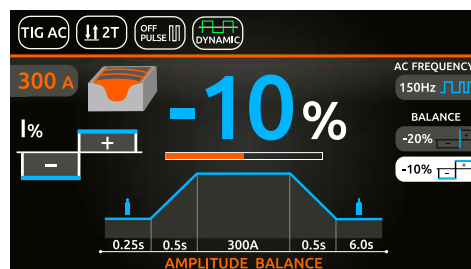 TIG AC
2T
OFF
PULSE
DYNAMIC
300 A
-10%
I%
-
+
AC FREQUENCY
150Hz
BALANCE
-20%
-10%
0.25s
0.5s
300A
0.5s
6.0s
AMPLITUDE BALANCE